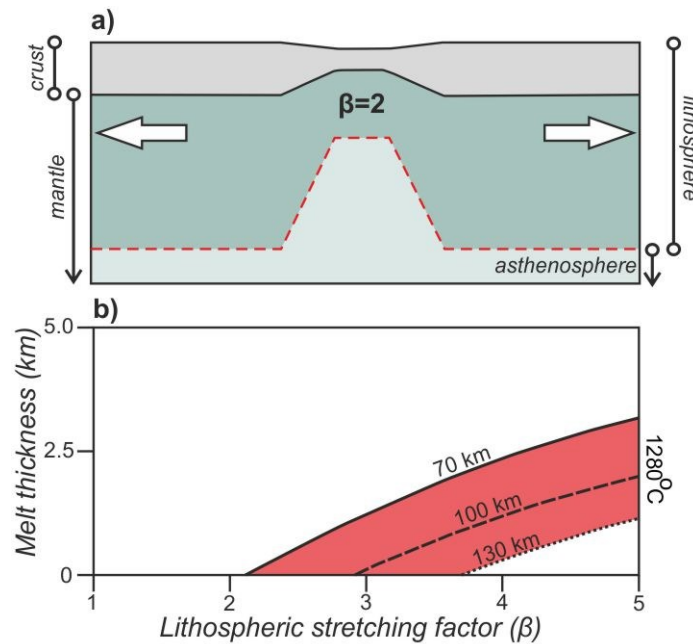 a)
crust
mantle
β=2
lithosphere
asthenosphere
b)
Melt thickness (km)
5.0
2.5
0
70 km
100 km
130 km
1280°C
1
2
3
4
5
Lithospheric stretching factor (β)